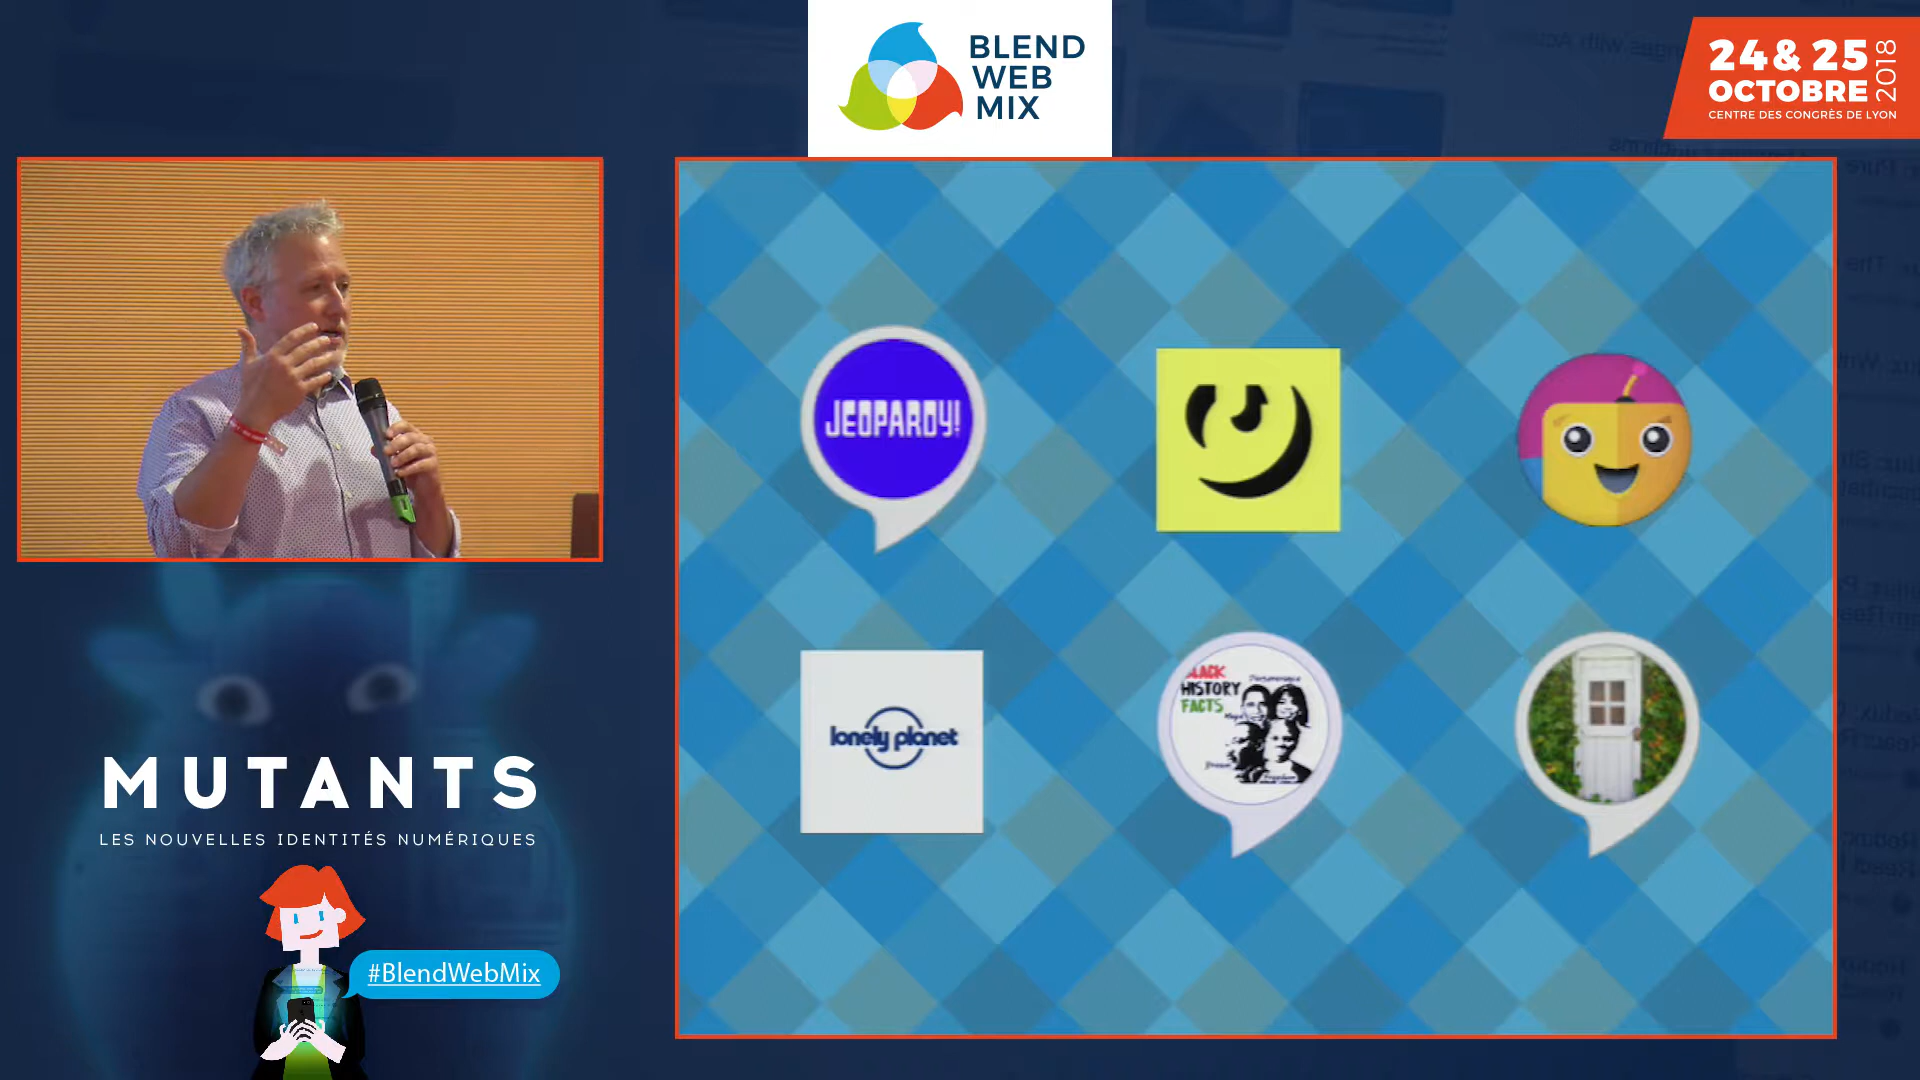 BLEND
WEB
MIX
24 & 25
OCTOBRE
2018
CENTRE DES CONGRÈS DE LYON
JEOPARDY!
lonely planet
BLACK
HISTORY
FACTS
MUTANTS
LES NOUVELLES IDENTITÉS NUMÉRIQUES
#BlendWebMix